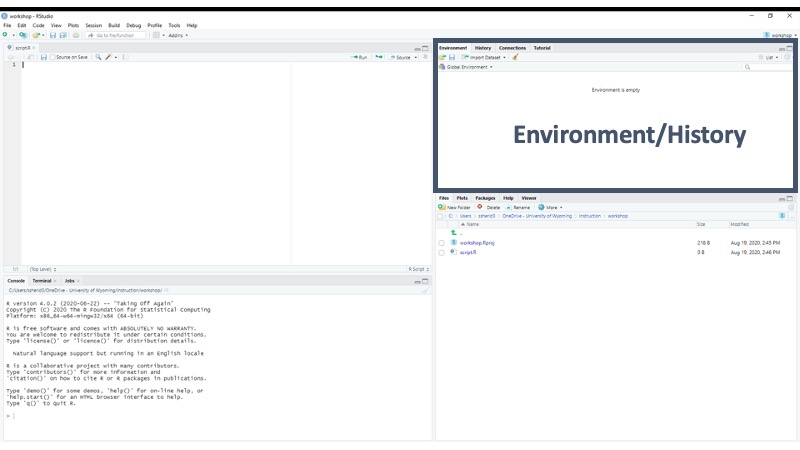 workshop - RStudio
File Edit Code View Plots Session Build Debug Profile Tools Help
Go to file/function
Addins
workshop
script.R
Source on Save
Run
Source
1
1:1
(Top Level)
R Script
Console Terminal Jobs
C:/Users/ssherid3/OneDrive - University of Wyoming/Instruction/workshop/
R version 4.0.2 (2020-06-22) -- "Taking Off Again"
Copyright (C) 2020 The R Foundation for Statistical Computing
Platform: x86_64-w64-mingw32/x64 (64-bit)
R is free software and comes with ABSOLUTELY NO WARRANTY.
You are welcome to redistribute it under certain conditions.
Type 'license()' or 'licence()' for distribution details.
Natural language support but running in an English locale
R is a collaborative project with many contributors.
Type 'contributors()' for more information and
'citation()' on how to cite R or R packages in publications.
Type 'demo()' for some demos, 'help()' for on-line help, or
'help.start()' for an HTML browser interface to help.
Type 'q()' to quit R.
>
Environment History Connections Tutorial
Import Dataset
List
Global Environment
Environment is empty
Environment/History
Files Plots Packages Help Viewer
New Folder Delete Rename More
C: Users ssherid3 OneDrive - University of Wyoming Instruction workshop
Name Size Modified
..
workshop.Rproj 218 B Aug 19, 2020, 2:45 PM
script.R 0 B Aug 19, 2020, 2:46 PM